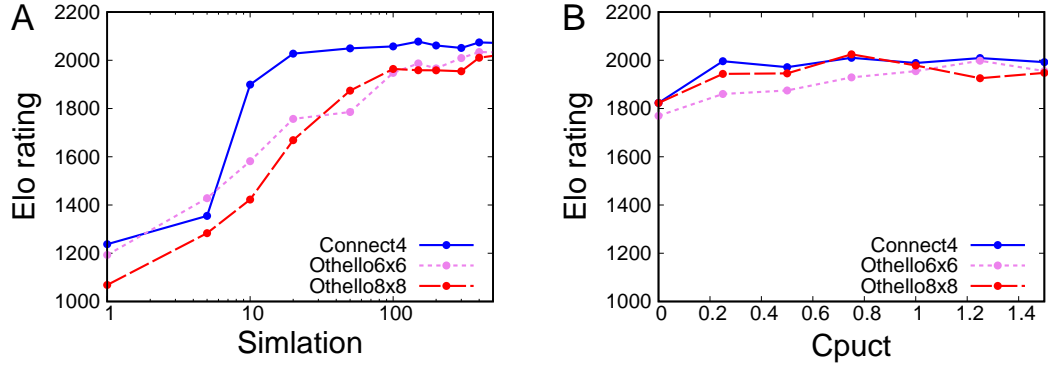 A
Elo rating
2200
2000
1800
1600
1400
1200
1000
1
10
100
Simlation
Connect4
Othello6x6
Othello8x8
B
Elo rating
2200
2000
1800
1600
1400
1200
1000
0
0.2
0.4
0.6
0.8
1
1.2
1.4
Cpuct
Connect4
Othello6x6
Othello8x8